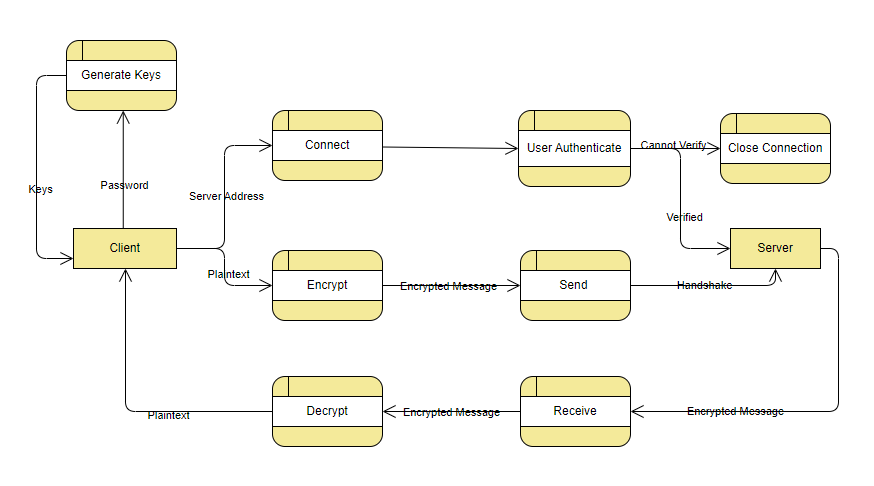 Generate Keys
Keys
Password
Connect
User Authenticate
Cannot Verify
Close Connection
Server Address
Verified
Client
Server
Plaintext
Encrypt
Encrypted Message
Send
Handshake
Plaintext
Decrypt
Encrypted Message
Receive
Encrypted Message